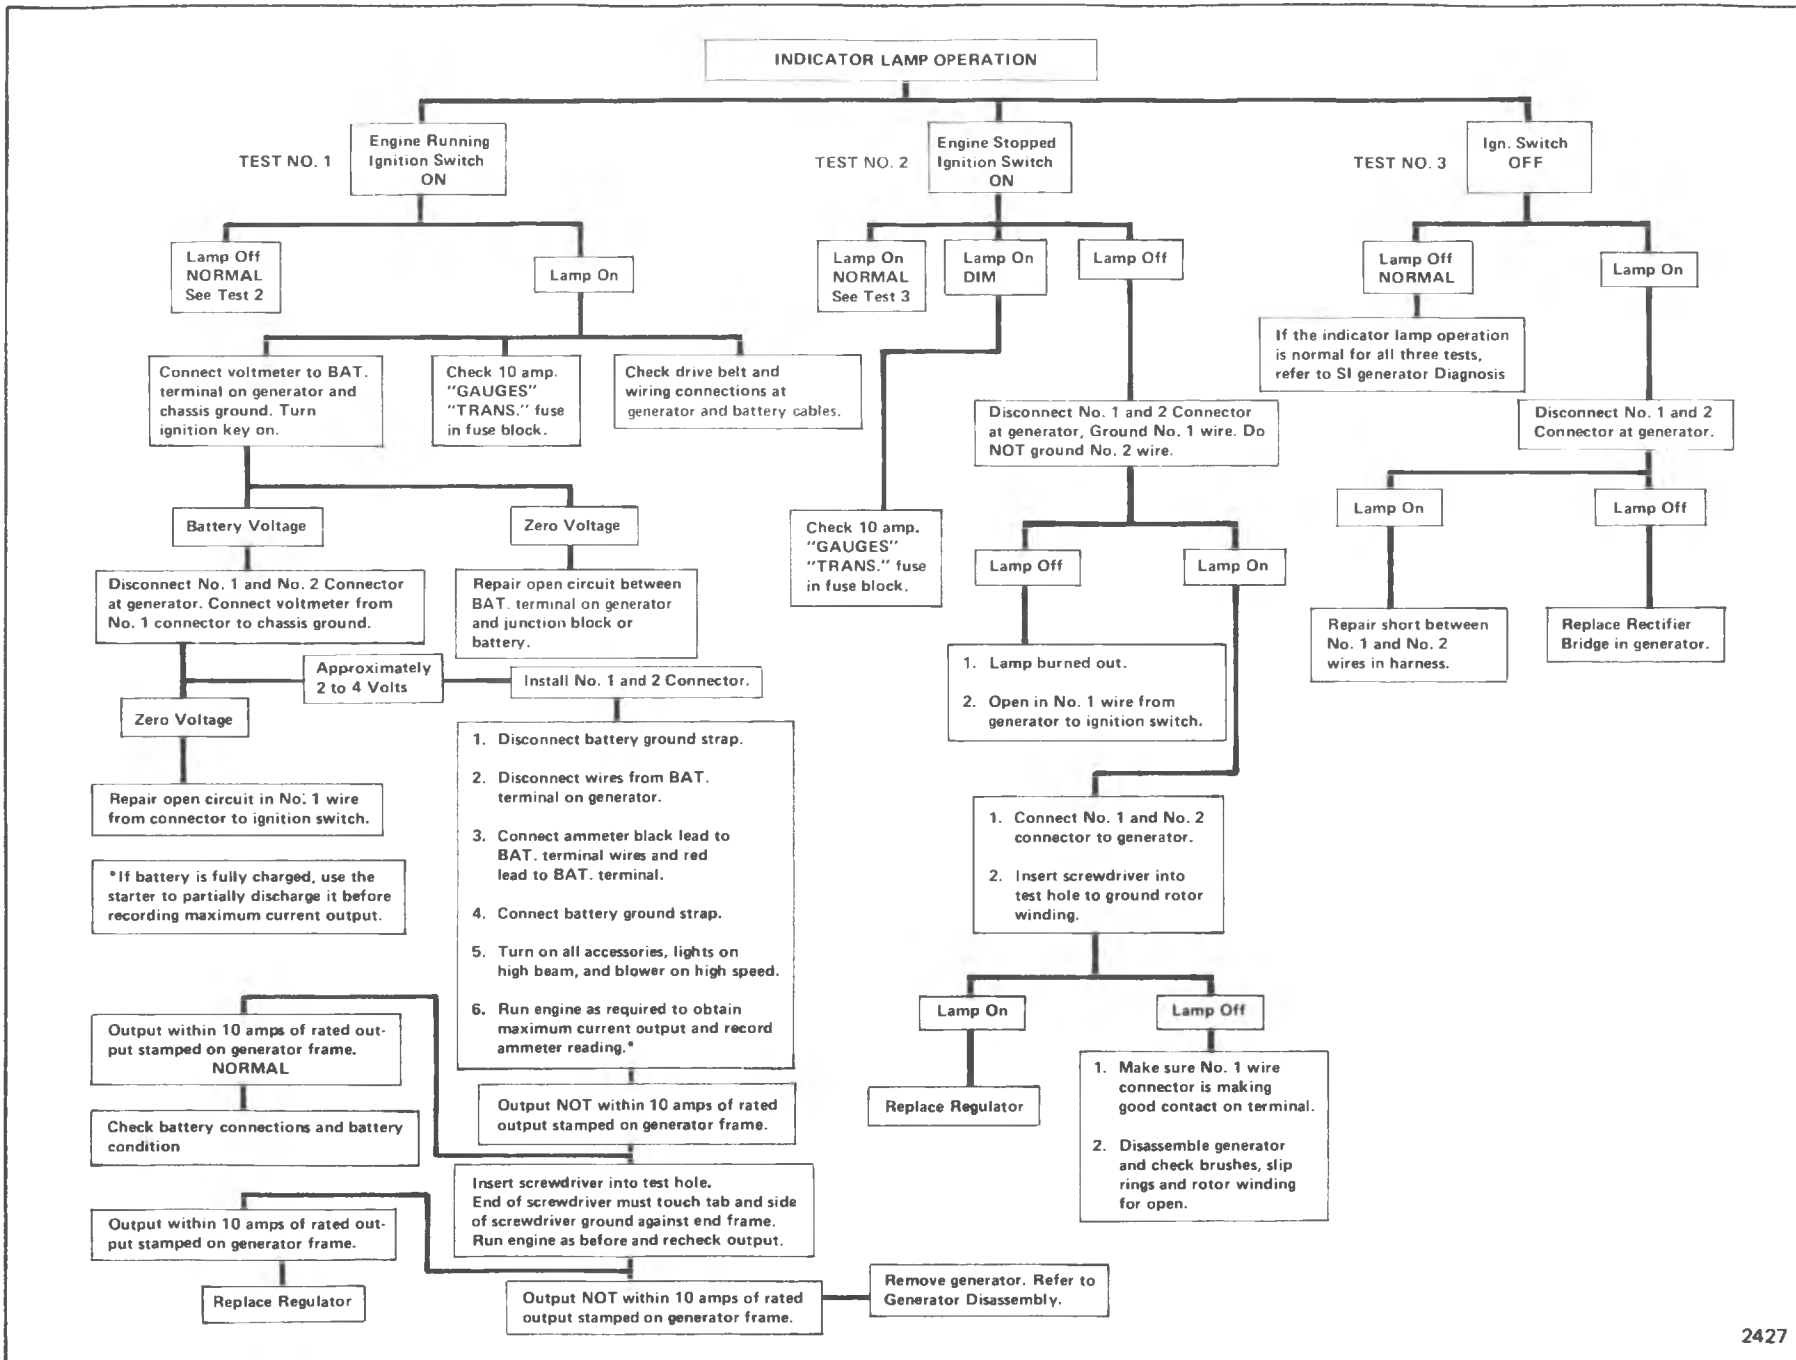 INDICATOR LAMP OPERATION
TEST NO. 1
Engine Running
Ignition Switch
ON
TEST NO. 2
Engine Stopped
Ignition Switch
ON
TEST NO. 3
Ign. Switch
OFF
Lamp Off
NORMAL
See Test 2
Lamp On
Lamp On
NORMAL
See Test 3
Lamp On
DIM
Lamp Off
Lamp Off
NORMAL
Lamp On
Connect voltmeter to BAT.
terminal on generator and
chassis ground. Turn
ignition key on.
Check 10 amp.
"GAUGES"
"TRANS." fuse
in fuse block.
Check drive belt and
wiring connections at
generator and battery cables.
If the indicator lamp operation
is normal for all three tests,
refer to SI generator Diagnosis
Disconnect No. 1 and 2 Connector
at generator, Ground No. 1 wire. Do
NOT ground No. 2 wire.
Disconnect No. 1 and 2
Connector at generator.
Battery Voltage
Zero Voltage
Check 10 amp.
"GAUGES"
"TRANS." fuse
in fuse block.
Lamp Off
Lamp On
Lamp On
Lamp Off
Disconnect No. 1 and No. 2 Connector
at generator. Connect voltmeter from
No. 1 connector to chassis ground.
Repair open circuit between
BAT. terminal on generator
and junction block or
battery.
Repair short between
No. 1 and No. 2
wires in harness.
Replace Rectifier
Bridge in generator.
Approximately
2 to 4 Volts
Install No. 1 and 2 Connector.
Zero Voltage
1. Lamp burned out.
2. Open in No. 1 wire from
generator to ignition switch.
Repair open circuit in No. 1 wire
from connector to ignition switch.
*If battery is fully charged, use the
starter to partially discharge it before
recording maximum current output.
1. Disconnect battery ground strap.
2. Disconnect wires from BAT.
terminal on generator.
3. Connect ammeter black lead to
BAT. terminal wires and red
lead to BAT. terminal.
4. Connect battery ground strap.
5. Turn on all accessories, lights on
high beam, and blower on high speed.
6. Run engine as required to obtain
maximum current output and record
ammeter reading.*
1. Connect No. 1 and No. 2
connector to generator.
2. Insert screwdriver into
test hole to ground rotor
winding.
Lamp On
Lamp Off
Replace Regulator
1. Make sure No. 1 wire
connector is making
good contact on terminal.
2. Disassemble generator
and check brushes, slip
rings and rotor winding
for open.
Output within 10 amps of rated out-
put stamped on generator frame.
NORMAL
Check battery connections and battery
condition
Output NOT within 10 amps of rated
output stamped on generator frame.
Insert screwdriver into test hole.
End of screwdriver must touch tab and side
of screwdriver ground against end frame.
Run engine as before and recheck output.
Output within 10 amps of rated out-
put stamped on generator frame.
Replace Regulator
Output NOT within 10 amps of rated
output stamped on generator frame.
Remove generator. Refer to
Generator Disassembly.
2427